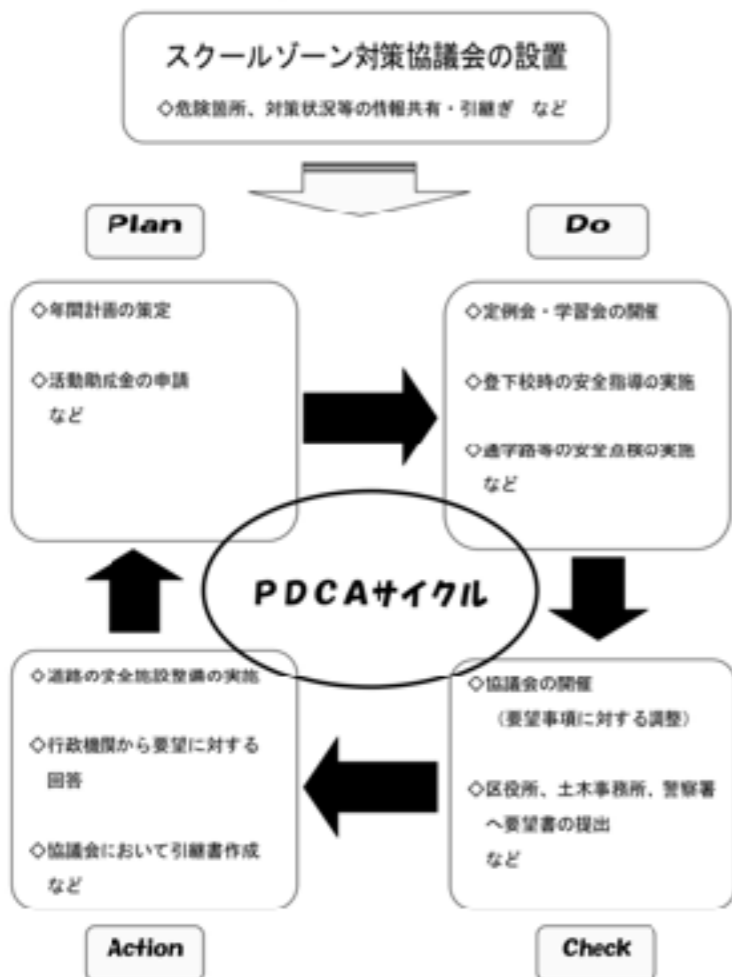 スクールゾーン対策協議会の設置
◇危険箇所、対策状況等の情報共有・引継ぎ など
Plan
Do
◇年間計画の策定
◇活動助成金の申請
など
◇定例会・学習会の開催
◇登下校時の安全指導の実施
◇通学路等の安全点検の実施
など
PDCAサイクル
◇道路の安全施設整備の実施
◇行政機関から要望に対する
回答
◇協議会において引継書作成
など
◇協議会の開催
（要望事項に対する調整）
◇区役所、土木事務所、警察署
へ要望書の提出
など
Action
Check